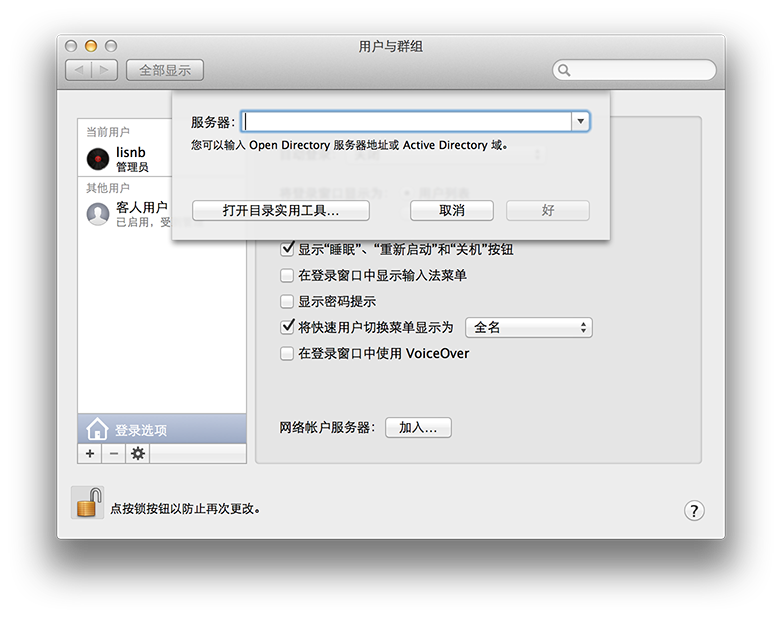 用户与群组
全部显示
服务器：
您可以输入 Open Directory 服务器地址或 Active Directory 域。
打开目录实用工具...
取消
好
当前用户
lisnb
管理员
其他用户
客人用户
已启用，受
显示“睡眠”、“重新启动”和“关机”按钮
在登录窗口中显示输入法菜单
显示密码提示
将快速用户切换菜单显示为 全名
在登录窗口中使用 VoiceOver
登录选项
网络帐户服务器： 加入...
点按锁按钮以防止再次更改。
?